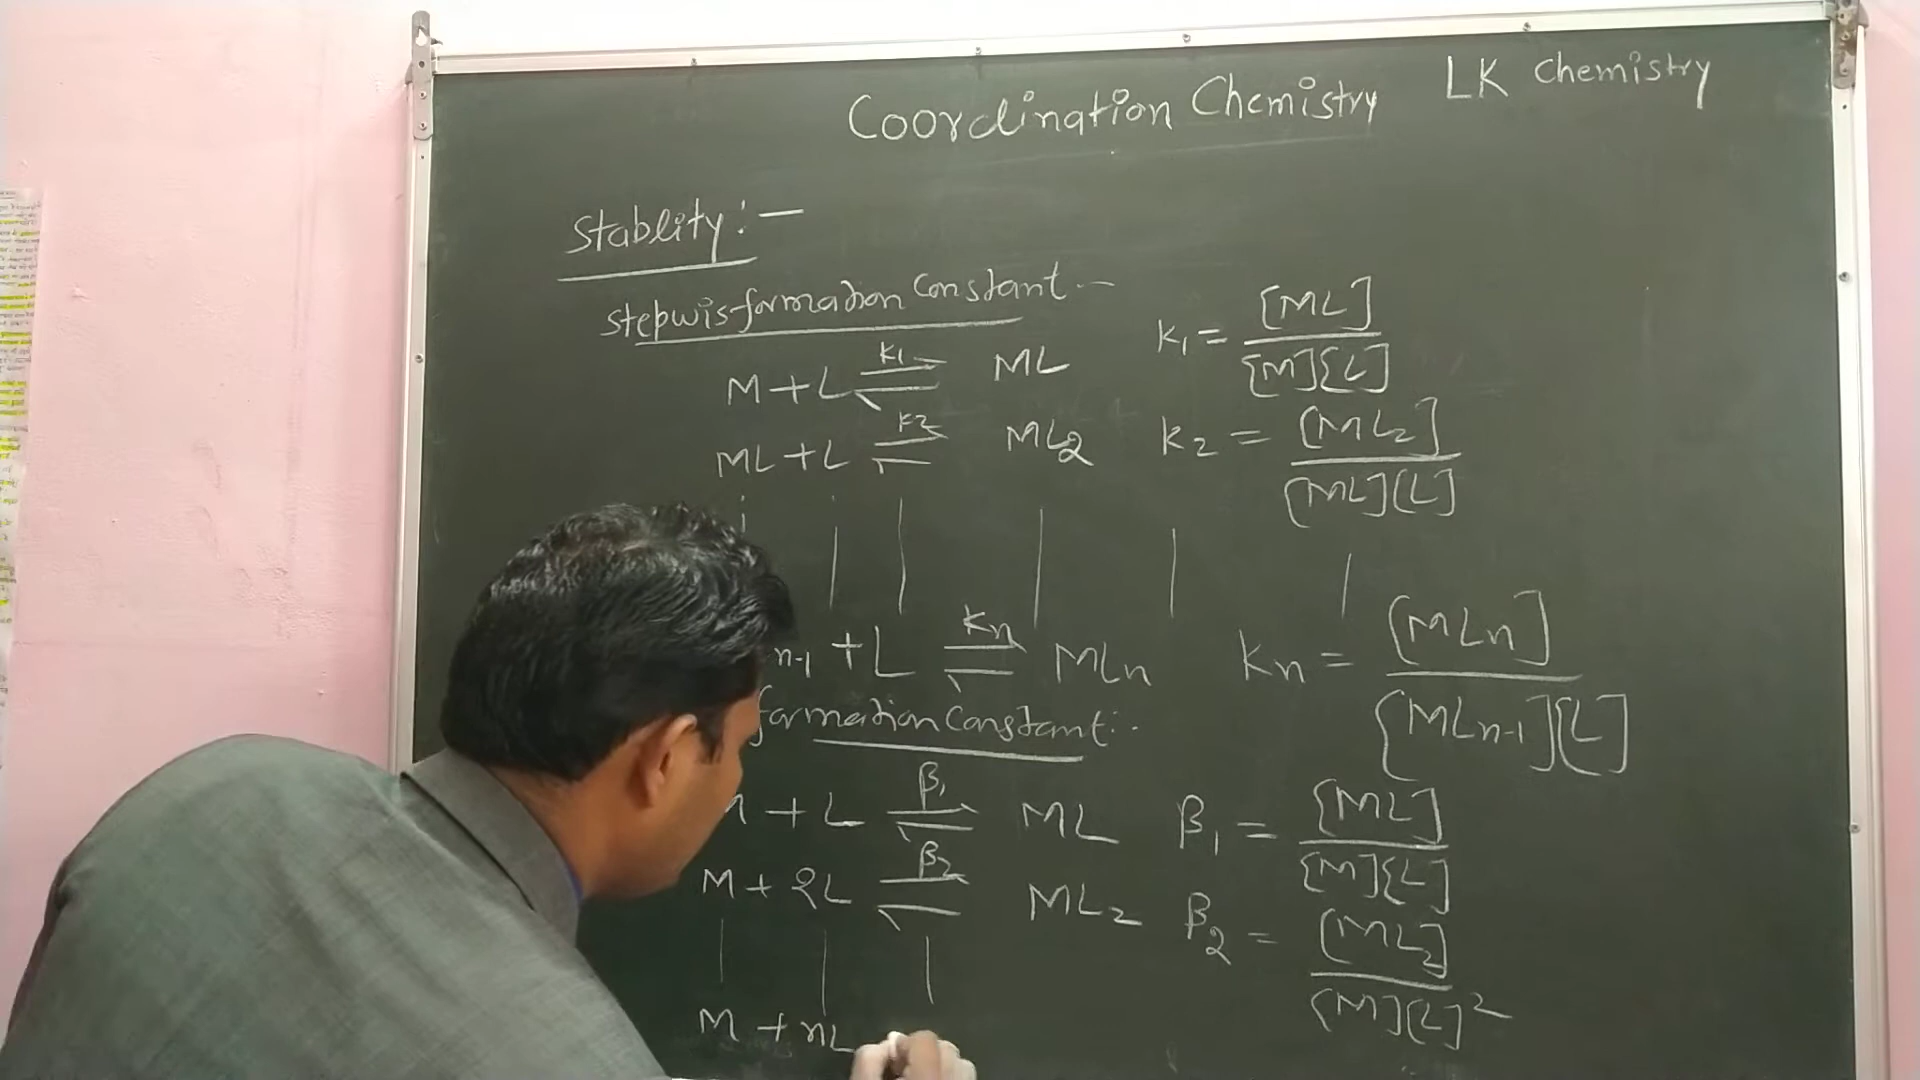 Coordination Chemistry LK Chemistry
Stablity:—
Stepwis formation Constant—
M + L ⇌ ML K1 = [ML] / [M][L]
K1
ML + L ⇌ ML2 K2 = [ML2] / [ML][L]
K2
n-1 + L ⇌ MLn Kn = [MLn] / [MLn-1][L]
Kn
formation Constant:-
M + L ⇌ ML β1 = [ML] / [M][L]
β1
M + 2L ⇌ ML2 β2 = [ML2] / [M][L]2
β2
M + nL